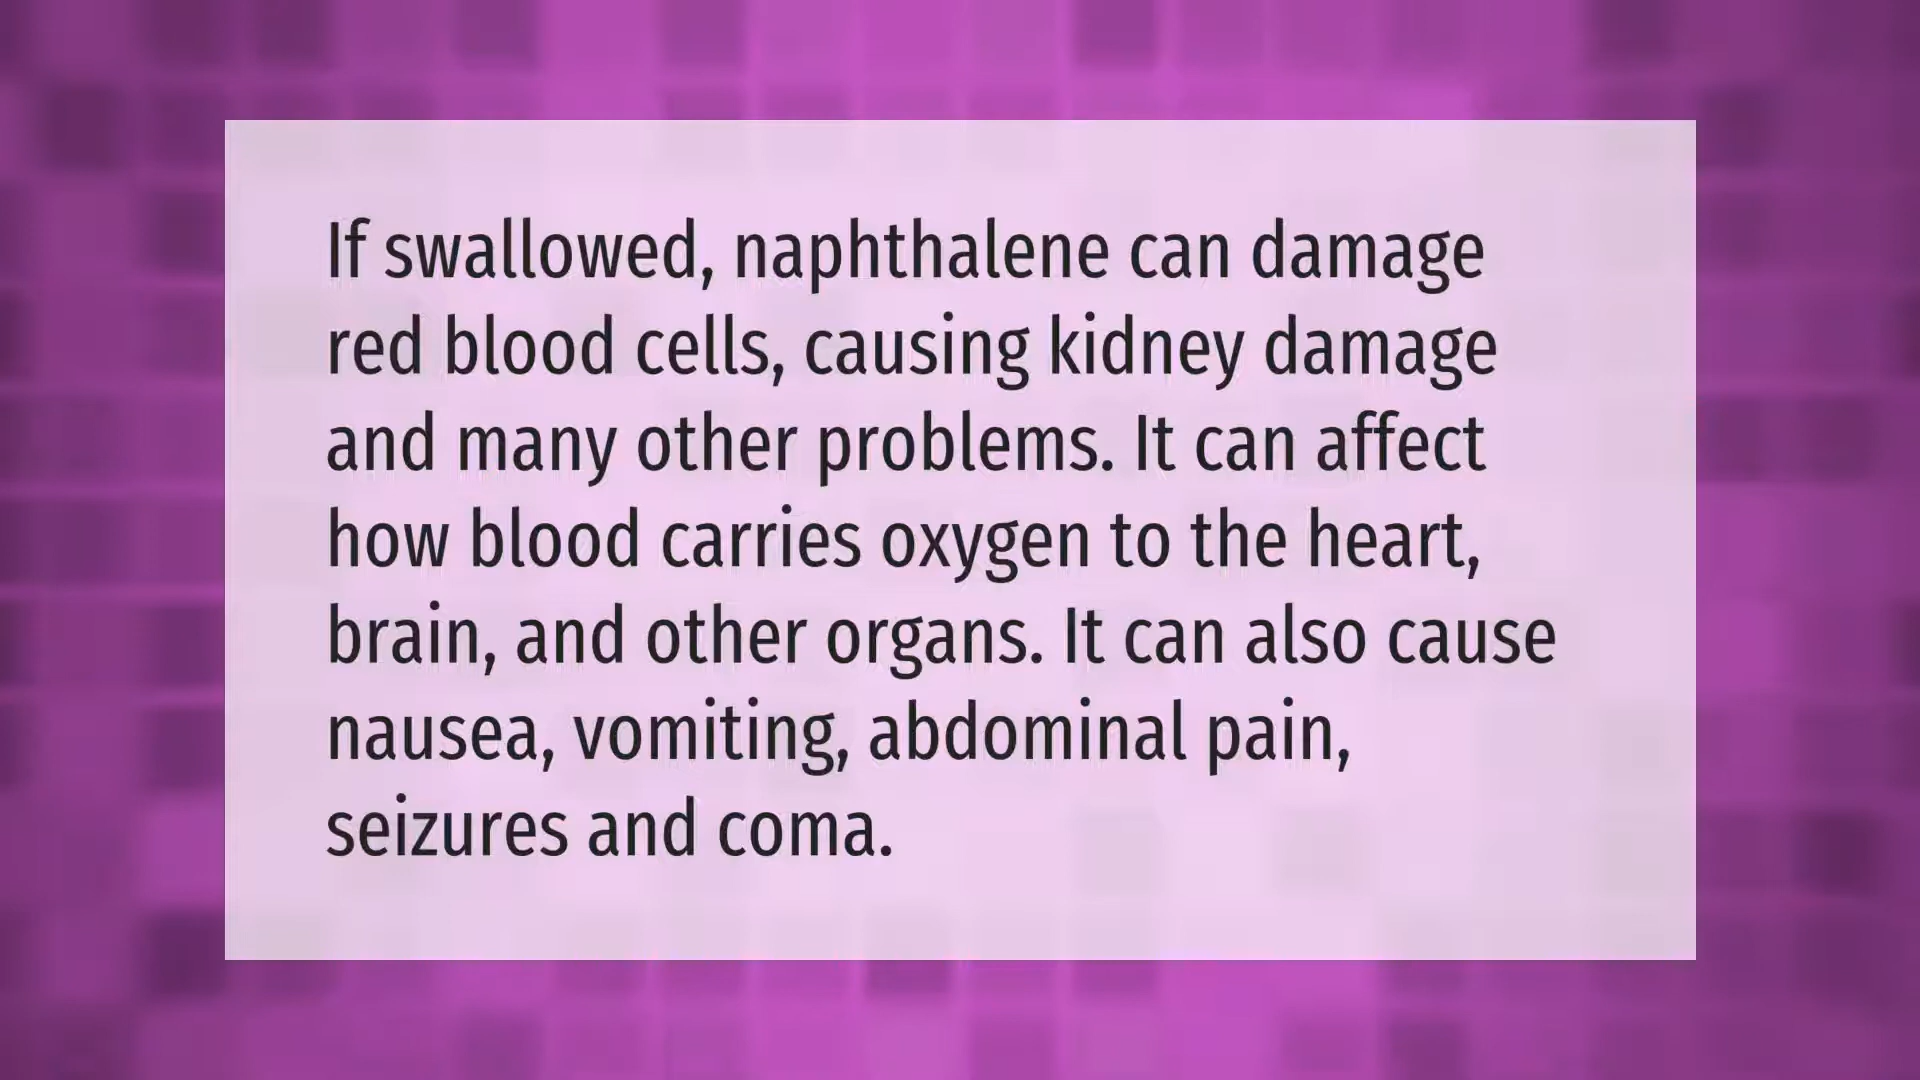 If swallowed, naphthalene can damage
red blood cells, causing kidney damage
and many other problems. It can affect
how blood carries oxygen to the heart,
brain, and other organs. It can also cause
nausea, vomiting, abdominal pain,
seizures and coma.